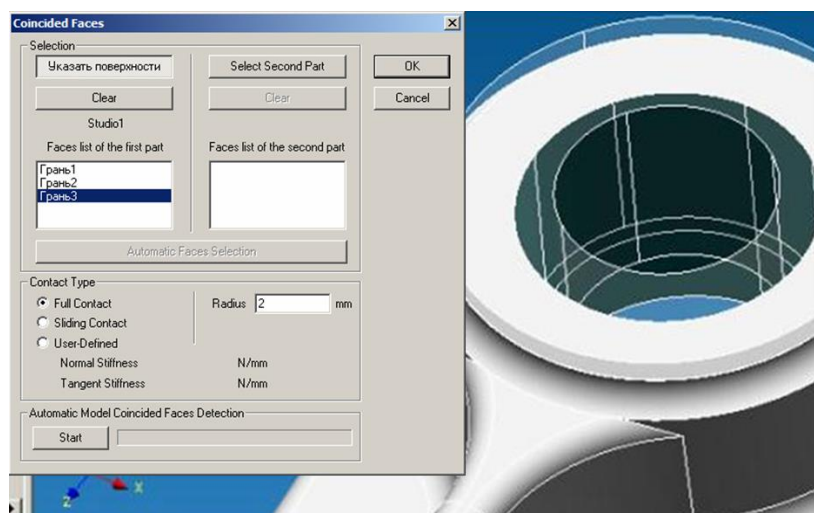 Coincided Faces
Selection
Указать поверхности
Select Second Part
OK
Clear
Clear
Cancel
Studio1
Faces list of the first part
Faces list of the second part
Грань1
Грань2
Грань3
Automatic Faces Selection
Contact Type
Full Contact
Radius 2 mm
Sliding Contact
User-Defined
Normal Stiffness N/mm
Tangent Stiffness N/mm
Automatic Model Coincided Faces Detection
Start
X
Z